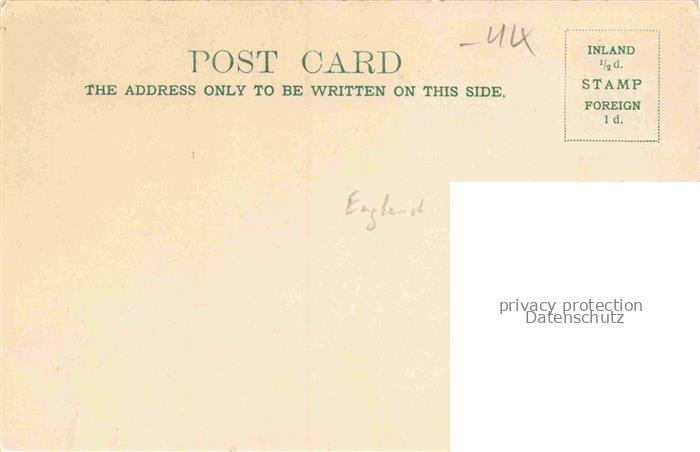 -44
POST CARD
THE ADDRESS ONLY TO BE WRITTEN ON THIS SIDE.
INLAND
½ d.
STAMP
FOREIGN
1 d.
England
privacy protection
Datenschutz